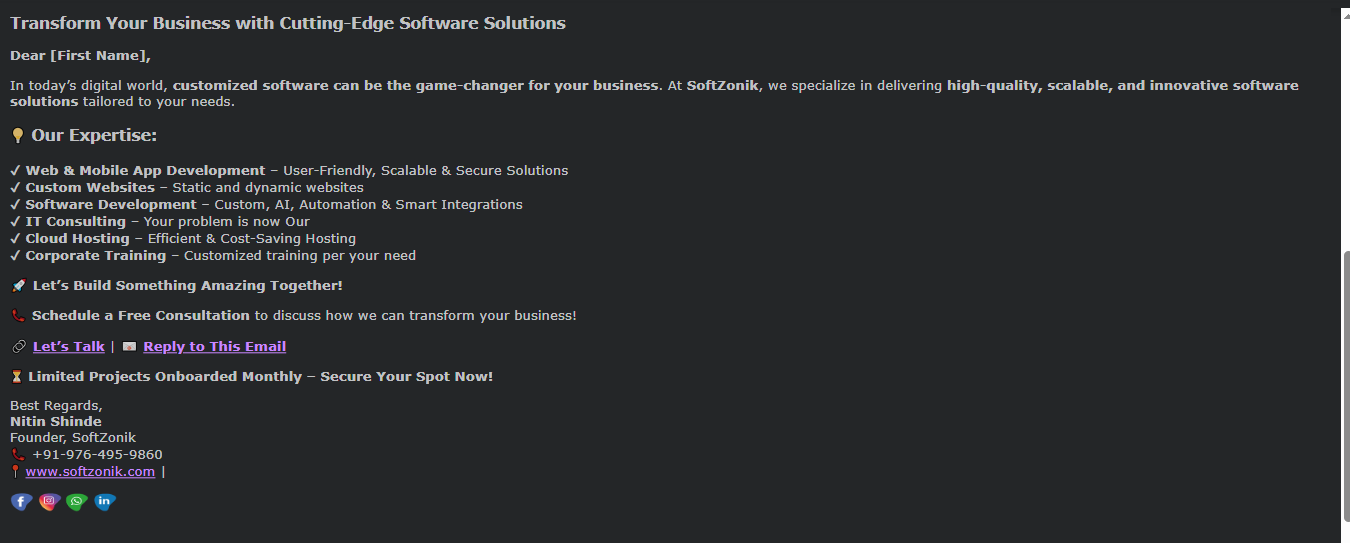 Transform Your Business with Cutting-Edge Software Solutions
Dear [First Name],
In today’s digital world, customized software can be the game-changer for your business. At SoftZonik, we specialize in delivering high-quality, scalable, and innovative software
solutions tailored to your needs.
💡 Our Expertise:
✔ Web & Mobile App Development – User-Friendly, Scalable & Secure Solutions
✔ Custom Websites – Static and dynamic websites
✔ Software Development – Custom, AI, Automation & Smart Integrations
✔ IT Consulting – Your problem is now Our
✔ Cloud Hosting – Efficient & Cost-Saving Hosting
✔ Corporate Training – Customized training per your need
🚀 Let’s Build Something Amazing Together!
📞 Schedule a Free Consultation to discuss how we can transform your business!
🔗 Let’s Talk | 📧 Reply to This Email
⏳ Limited Projects Onboarded Monthly – Secure Your Spot Now!
Best Regards,
Nitin Shinde
Founder, SoftZonik
📞 +91-976-495-9860
📍 www.softzonik.com |